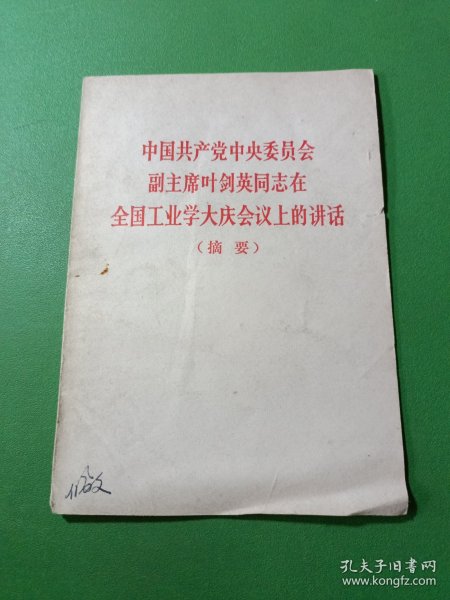 中国共产党中央委员会
副主席叶剑英同志在
全国工业学大庆会议上的讲话
（摘 要）
孔夫子旧书网
www.kongfz.com